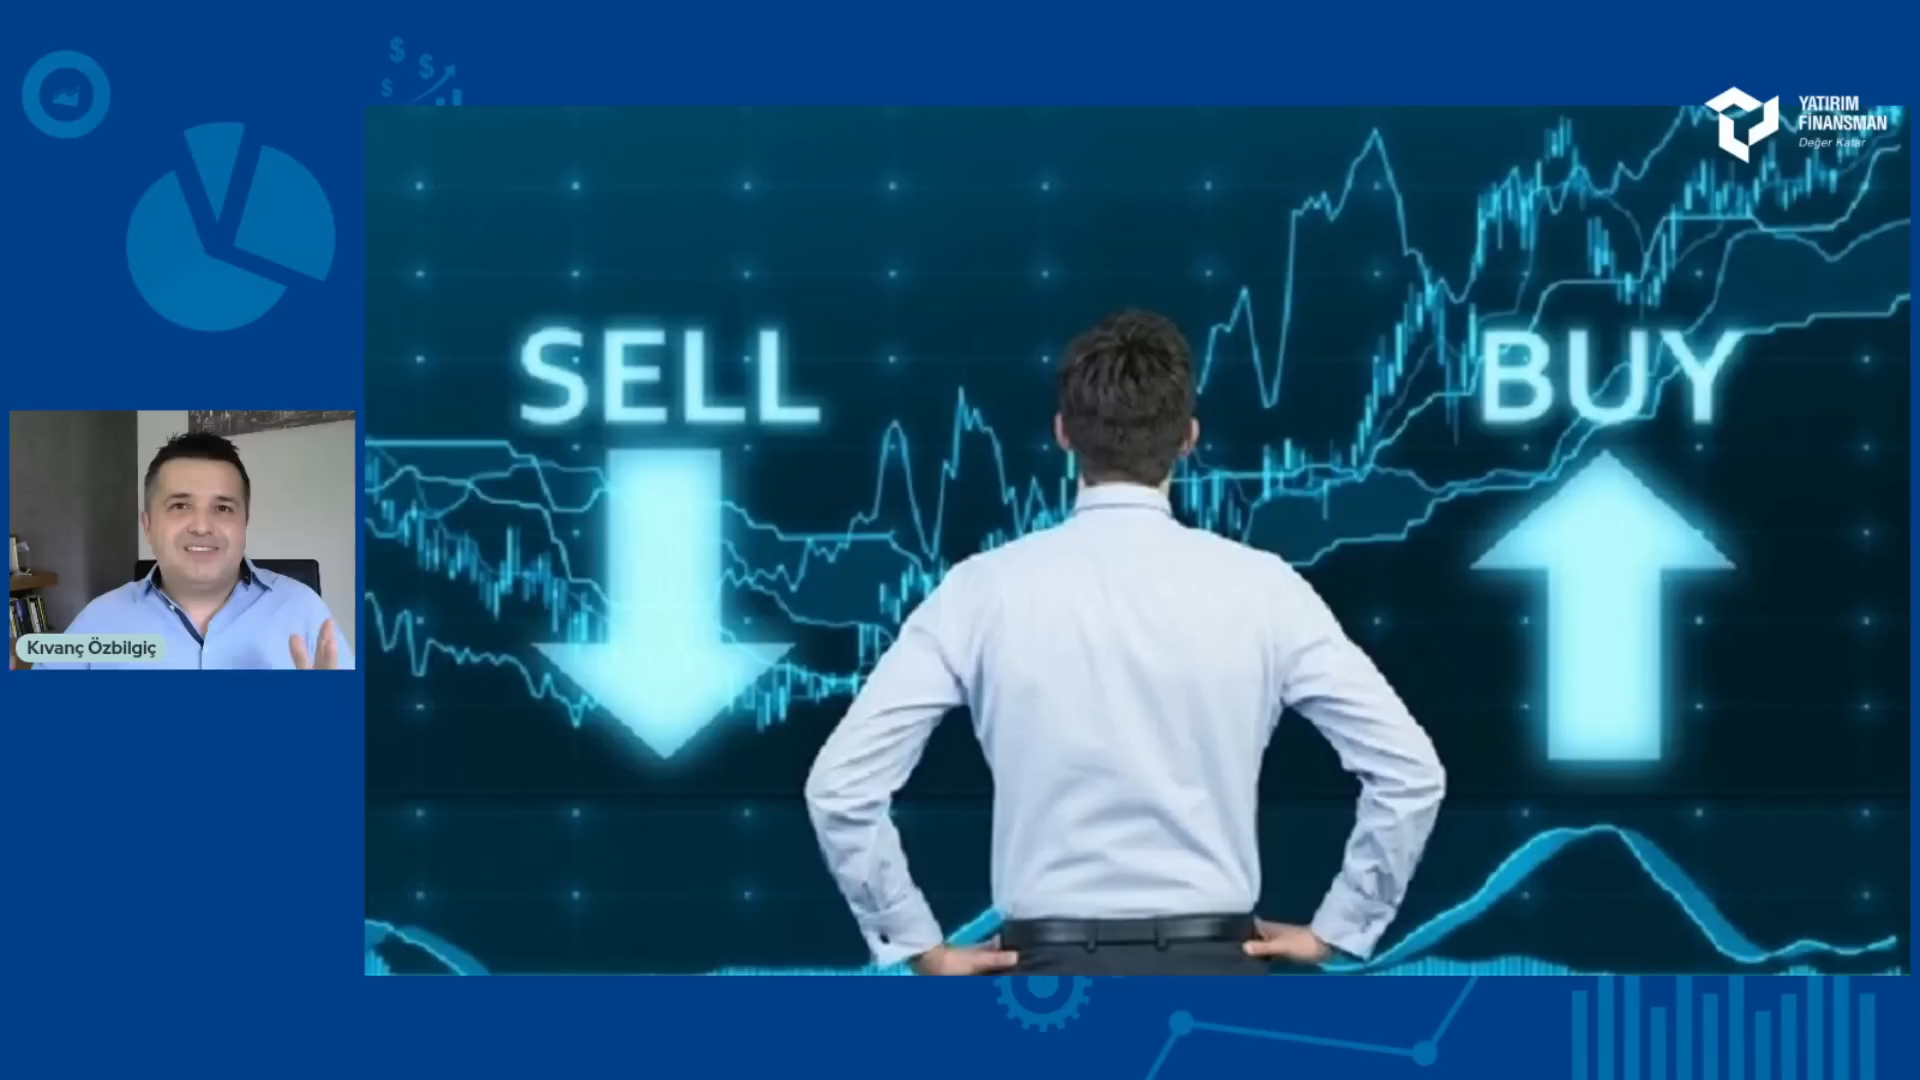 $
$
$
YATIRIM
FİNANSMAN
Değer Katar
SELL
BUY
Kıvanç Özbilgiç